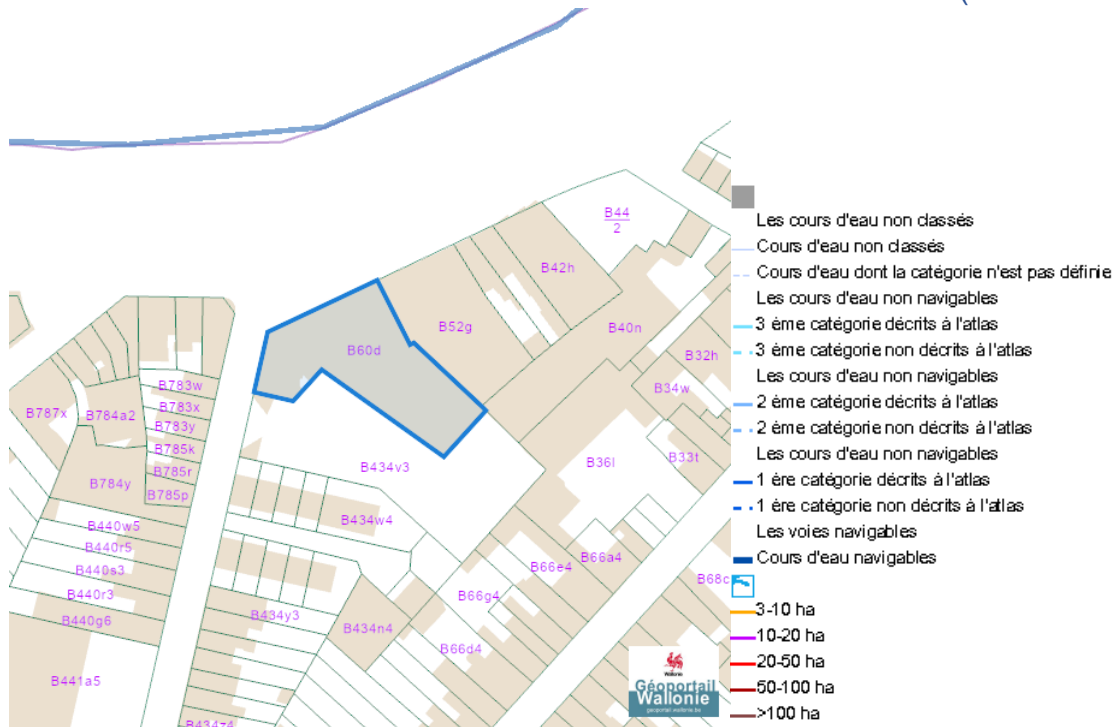 B44
2
B42h
B52g
B40n
B60d
B32h
B34w
B783w
B783x
B787x
B784a2
B783y
B785k
B33t
B434v3
B36l
B785r
B784y
B785p
B434w4
B440w5
B440r5
B66a4
B66e4
B440s3
B68c
B440r3
B66g4
B440g6
B434y3
B434n4
B66d4
B441a5
B434z4
Wallonie
Géoportail
Wallonie
geoportail.wallonie.be
Les cours d'eau non classés
Cours d'eau non classés
Cours d'eau dont la catégorie n'est pas définie
Les cours d'eau non navigables
3 ème catégorie décrits à l'atlas
3 ème catégorie non décrits à l'atlas
Les cours d'eau non navigables
2 ème catégorie décrits à l'atlas
2 ème catégorie non décrits à l'atlas
Les cours d'eau non navigables
1 ère catégorie décrits à l'atlas
1 ère catégorie non décrits à l'atlas
Les voies navigables
Cours d'eau navigables
3-10 ha
10-20 ha
20-50 ha
50-100 ha
>100 ha